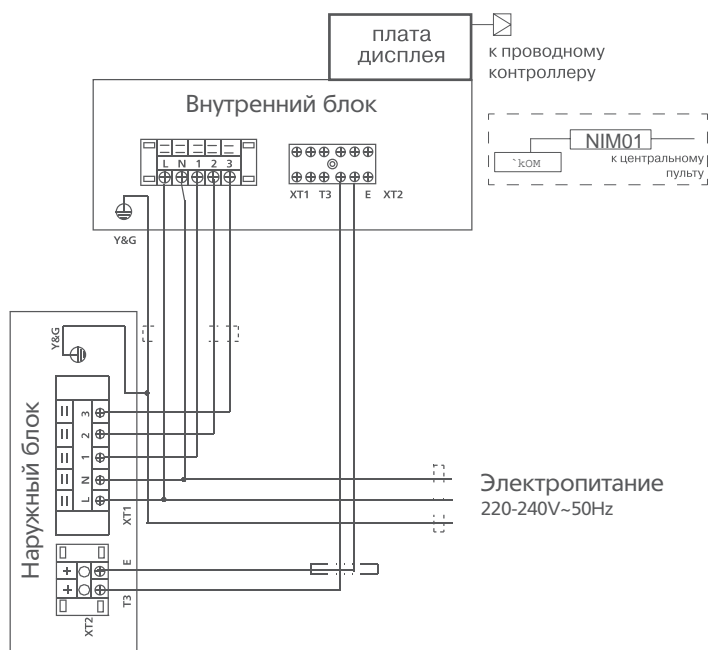 плата
дисплея
к проводному
контроллеру
Внутренний блок
NIM01
`kOM
к центральному
пульту
L N 1 2 3
XT1 T3 E XT2
Y&G
Y&G
Наружный блок
3
2
1
N
L
XT1
Электропитание
220-240V~50Hz
E
T3
XT2